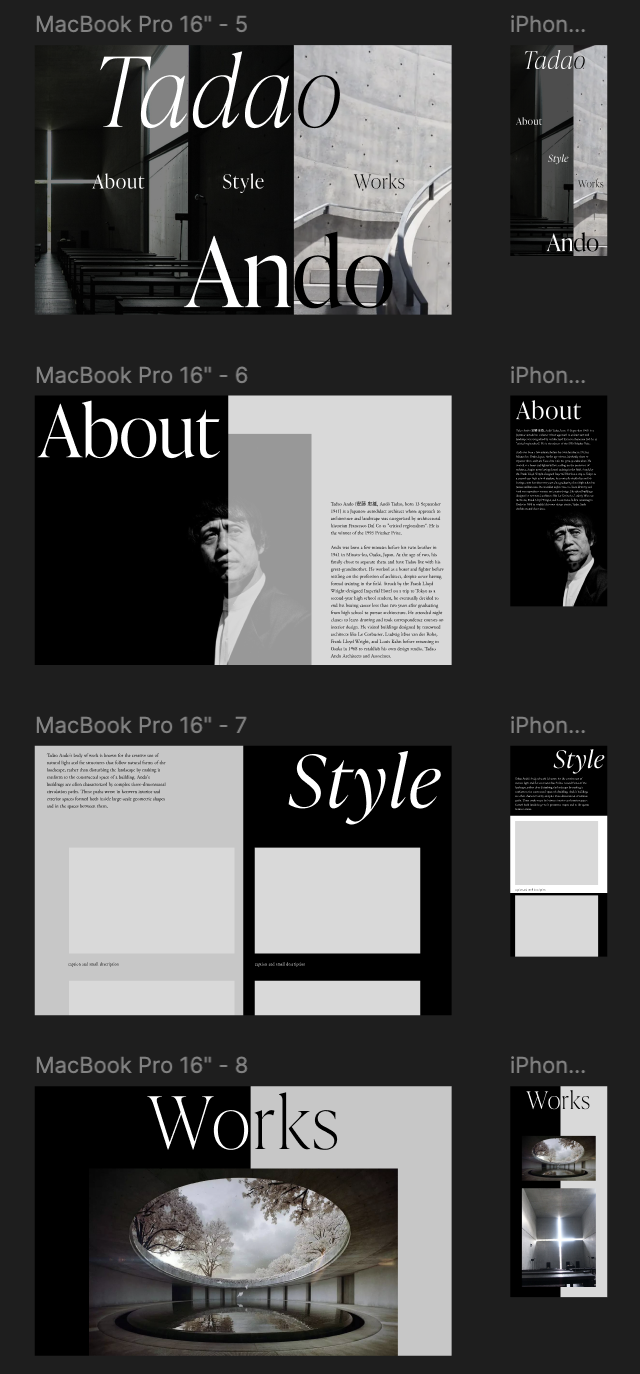 MacBook Pro 16" - 5
iPhon...
Tadao
About
Style
Works
Ando
Tadao
About
Style
Works
Ando
MacBook Pro 16" - 6
iPhon...
About
Tadao Ando (安藤 忠雄, Andō Tadao, born 13 September
1941) is a Japanese autodidact architect whose approach to
architecture and landscape was categorized by architectural
historian Francesco Dal Co as "critical regionalism". He is
the winner of the 1995 Pritzker Prize.
Ando was born a few minutes before his twin brother in
1941 in Minato-ku, Osaka, Japan. At the age of two, his
family chose to separate them, and have Tadao live with his
great-grandmother. He worked as a boxer and fighter before
settling on the profession of architect, despite never having
formal training in the field. Struck by the Frank Lloyd
Wright-designed Imperial Hotel on a trip to Tokyo as a
second-year high school student, he eventually decided to
end his boxing career less than two years after graduating
from high school to pursue architecture. He attended night
classes to learn drawing and took correspondence courses on
interior design. He visited buildings designed by renowned
architects like Le Corbusier, Ludwig Mies van der Rohe,
Frank Lloyd Wright, and Louis Kahn before returning to
Osaka in 1968 to establish his own design studio, Tadao
Ando Architects and Associates.
About
MacBook Pro 16" - 7
iPhon...
Tadao Ando's body of work is known for the creative use of
natural light and for structures that follow natural forms of the
landscape, rather than disturbing the landscape by making it
conform to the constructed space of a building. Ando's
buildings are often characterized by complex three-dimensional
circulation paths. These paths weave in between interior and
exterior spaces formed both inside large-scale geometric shapes
and in the spaces between them.
Style
caption and small description
caption and small description
Style
MacBook Pro 16" - 8
iPhon...
Works
Works